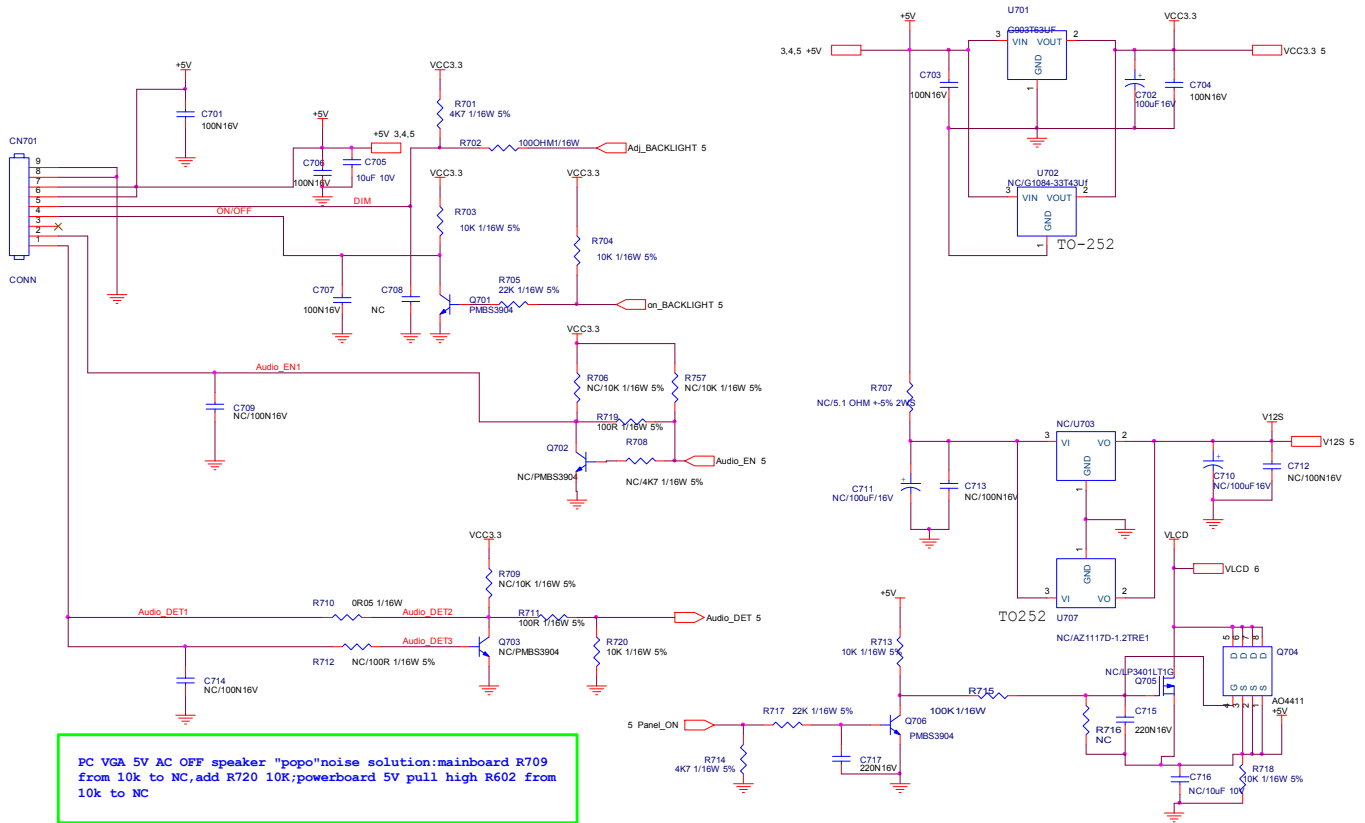 +5V
C701
100N16V
CN701
9
8
7
6
5
4
3
2
1
CONN
+5V
+5V 3,4,5
C706
100N16V
C705
10uF 10V
VCC3.3
R701
4K7 1/16W 5%
R702
100OHM1/16W
Adj_BACKLIGHT 5
DIM
ON/OFF
VCC3.3
R703
10K 1/16W 5%
VCC3.3
R704
10K 1/16W 5%
R705
22K 1/16W 5%
on_BACKLIGHT 5
C707
100N16V
C708
NC
Q701
PMBS3904
VCC3.3
Audio_EN1
R706
NC/10K 1/16W 5%
R757
NC/10K 1/16W 5%
C709
NC/100N16V
R719
100R 1/16W 5%
Q702
NC/PMBS3904
R708
NC/4K7 1/16W 5%
Audio_EN 5
VCC3.3
R709
NC/10K 1/16W 5%
Audio_DET1
R710
0R05 1/16W
Audio_DET2
R711
100R 1/16W 5%
Audio_DET 5
Audio_DET3
R712
NC/100R 1/16W 5%
Q703
NC/PMBS3904
R720
10K 1/16W 5%
C714
NC/100N16V
PC VGA 5V AC OFF speaker "popo"noise solution:mainboard R709
from 10k to NC,add R720 10K;powerboard 5V pull high R602 from
10k to NC
+5V
3,4,5 +5V
U701
G903T63UF
3
VIN
VOUT
2
GND
1
VCC3.3
VCC3.3 5
C703
100N16V
C702
100uF16V
C704
100N16V
U702
NC/G1084-33T43Uf
3
VIN
VOUT
2
GND
1
TO-252
R707
NC/5.1 OHM +-5% 2WS
NC/U703
3
VI
VO
2
GND
1
V12S
V12S 5
C711
NC/100uF/16V
C713
NC/100N16V
C710
NC/100uF16V
C712
NC/100N16V
1
GND
3
VI
VO
2
TO252
U707
NC/AZ1117D-1.2TRE1
VLCD
VLCD 6
+5V
R713
10K 1/16W 5%
5 Panel_ON
R717
22K 1/16W 5%
R714
4K7 1/16W 5%
C717
220N16V
Q706
PMBS3904
R715
100K1/16W
NC/LP3401LT1G
Q705
R716
NC
C715
220N16V
5
6
7
8
D
D
D
D
G
S
S
S
4
3
2
1
Q704
AO4411
+5V
C716
NC/10uF 10V
R718
10K 1/16W 5%